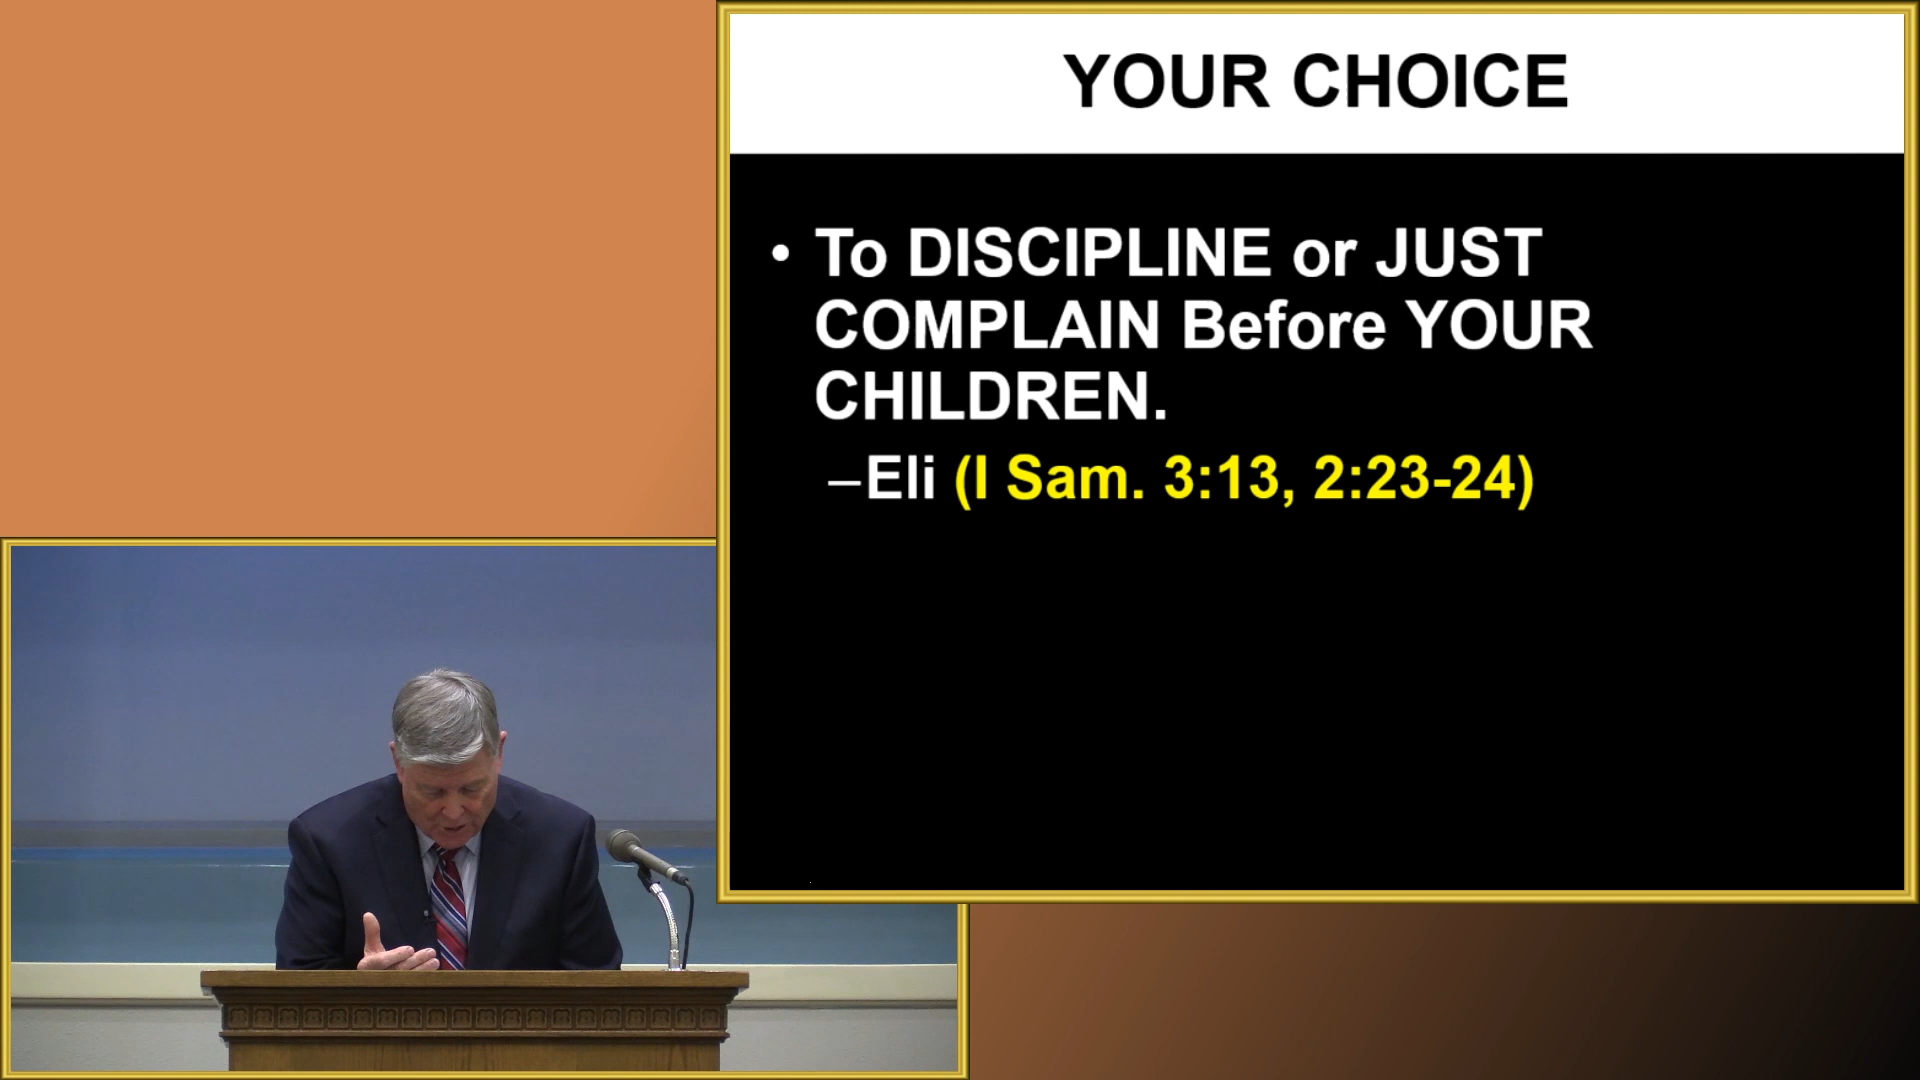 YOUR CHOICE
• To DISCIPLINE or JUST
COMPLAIN Before YOUR
CHILDREN.
–Eli (I Sam. 3:13, 2:23-24)